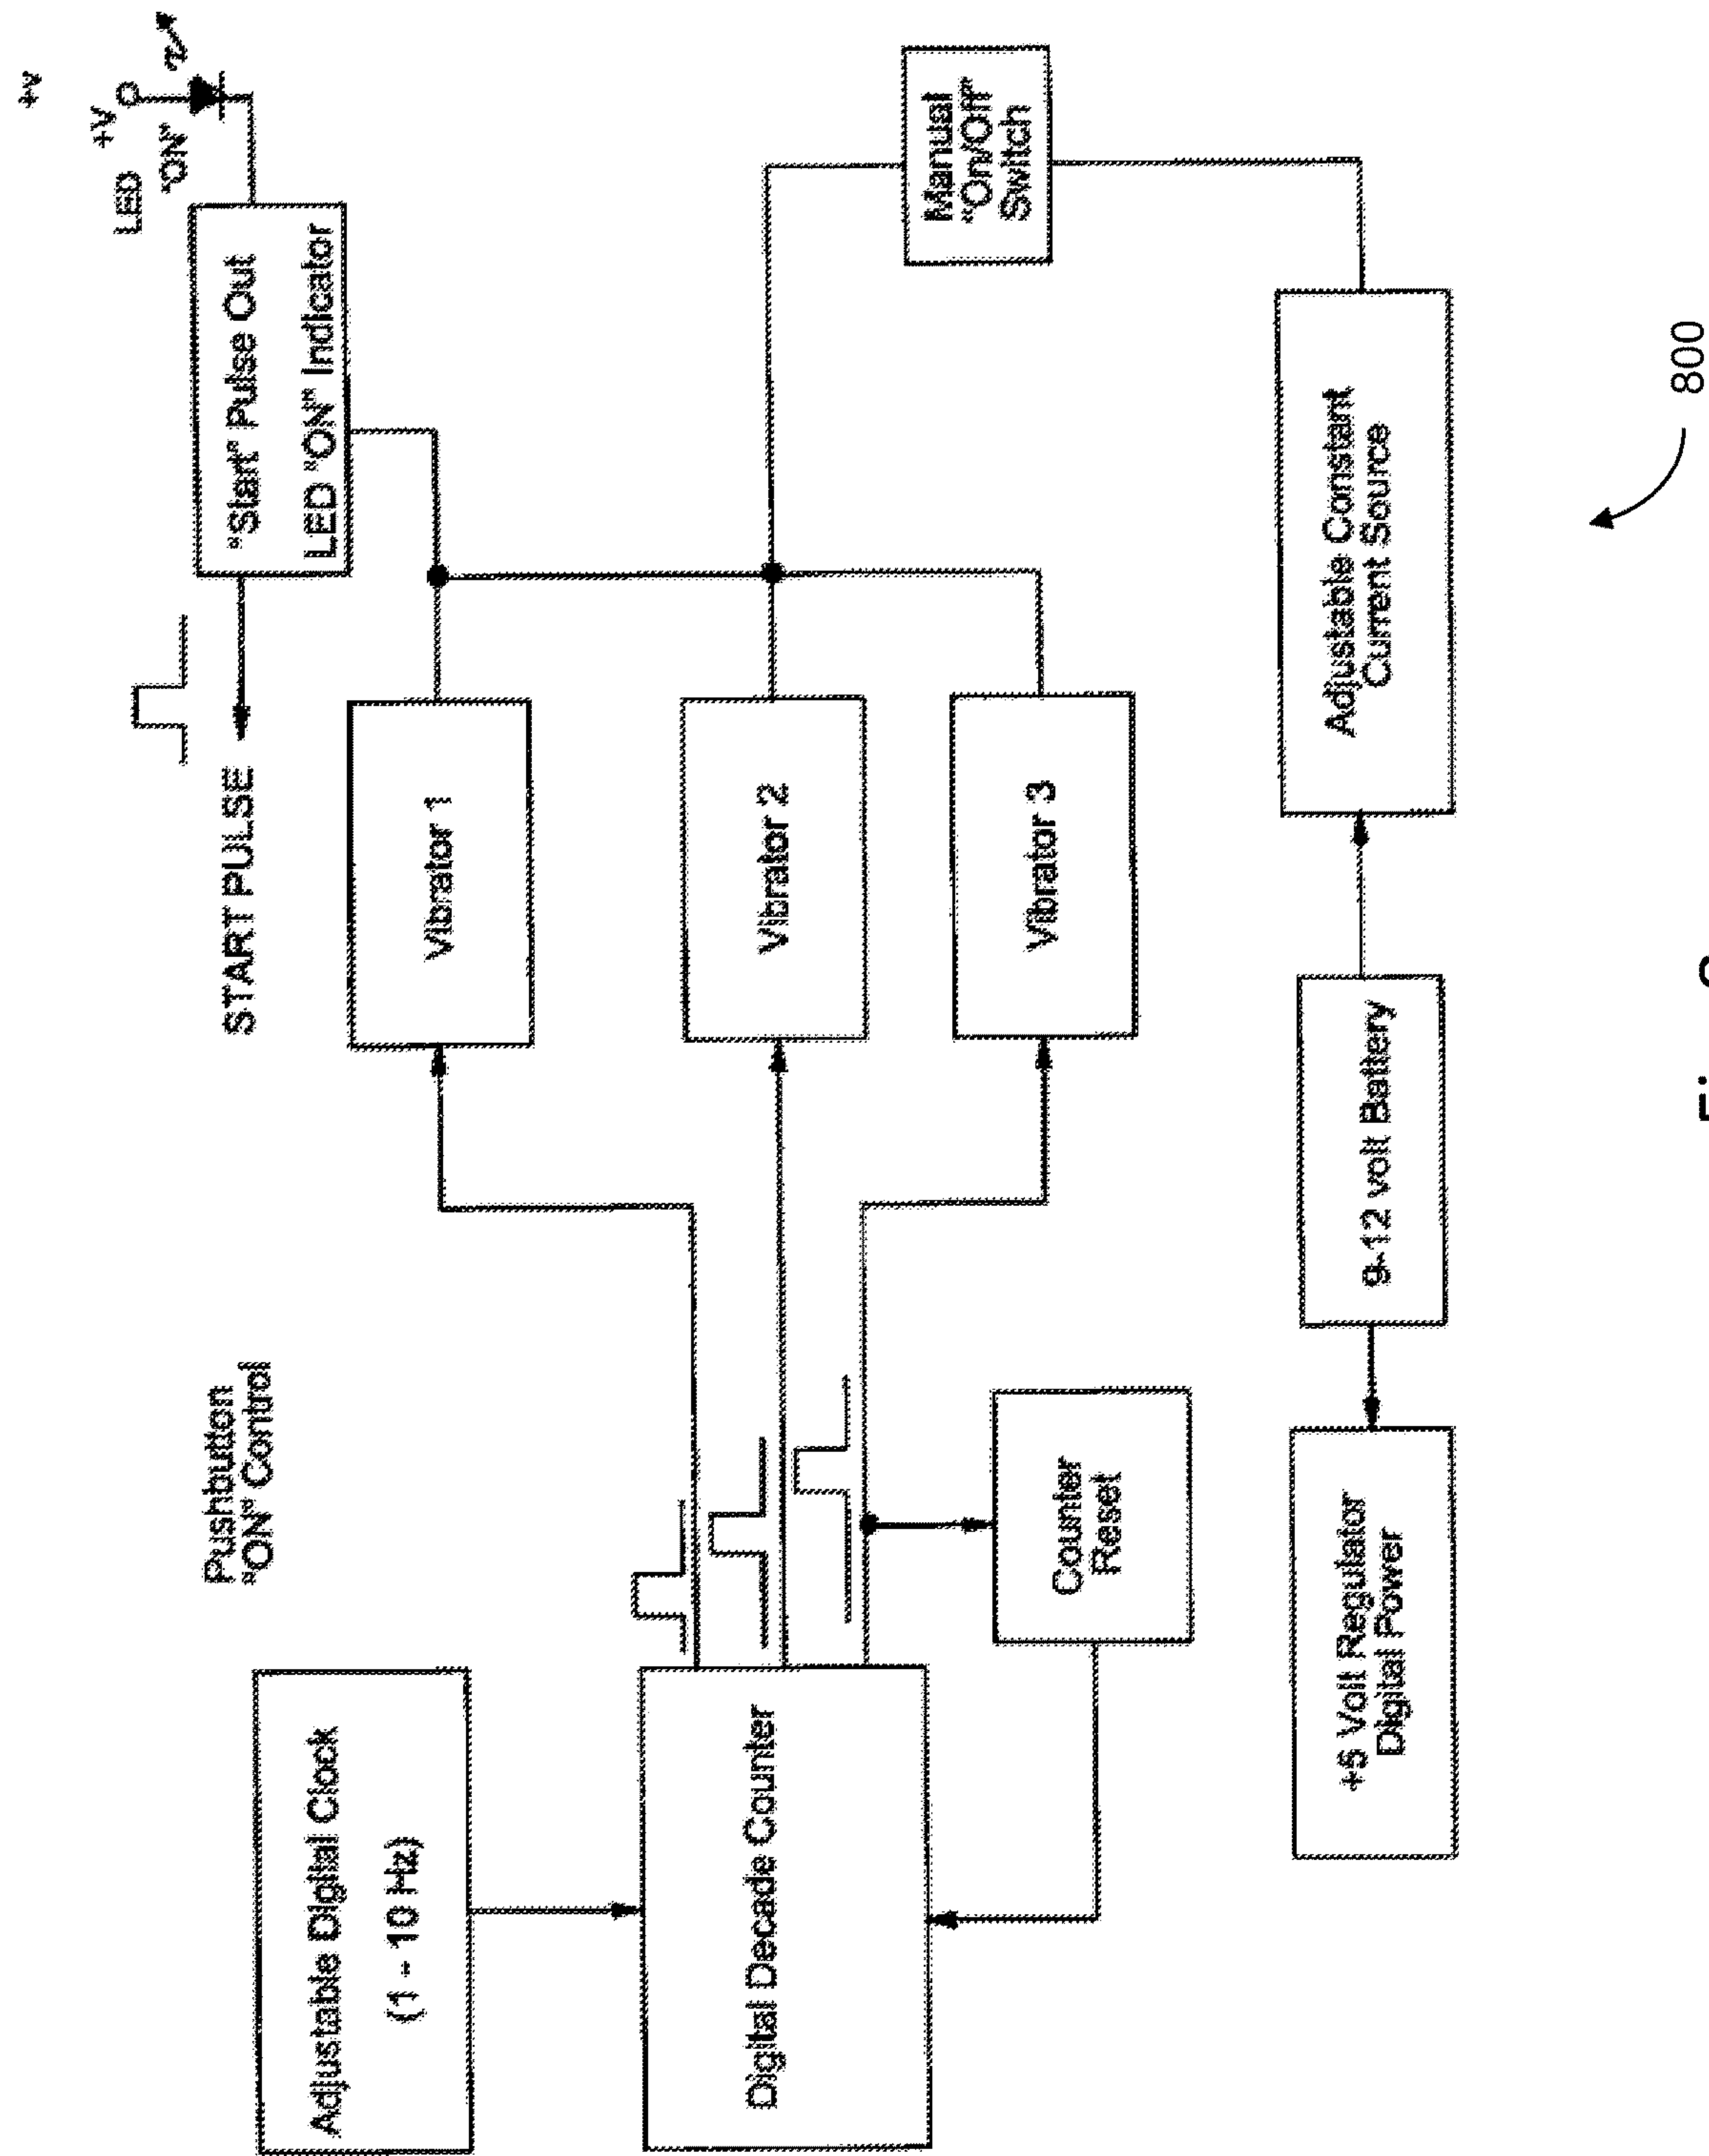 +V
+V
LED
"ON"
"Start" Pulse Out
LED "ON" Indicator
START PULSE
Pushbutton
"ON" Control
Adjustable Digital Clock
(1 - 10 Hz)
Vibrator 1
Digital Decade Counter
Vibrator 2
Vibrator 3
Manual
"On/Off"
Switch
Counter
Reset
+5 Volt Regulator
Digital Power
9-12 volt Battery
Adjustable Constant
Current Source
800